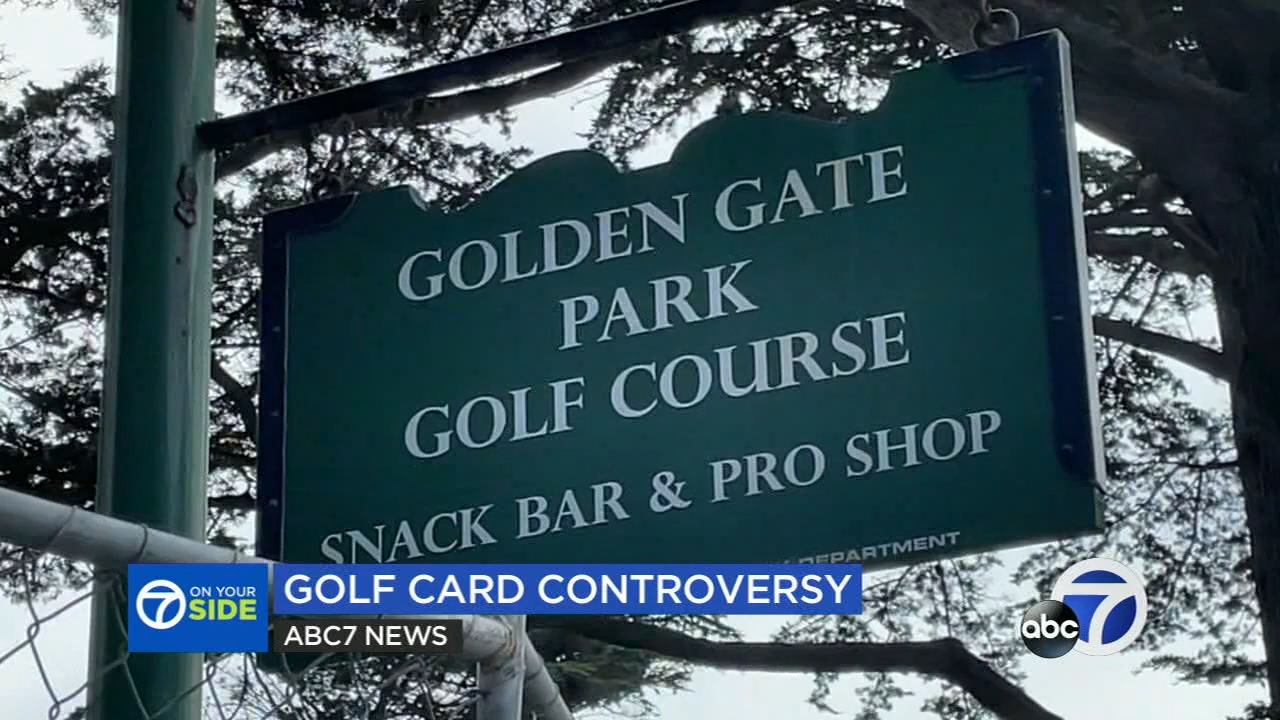 GOLDEN GATE
PARK
GOLF COURSE
SNACK BAR & PRO SHOP
DEPARTMENT
7 ON YOUR
SIDE
GOLF CARD CONTROVERSY
ABC7 NEWS
abc 7